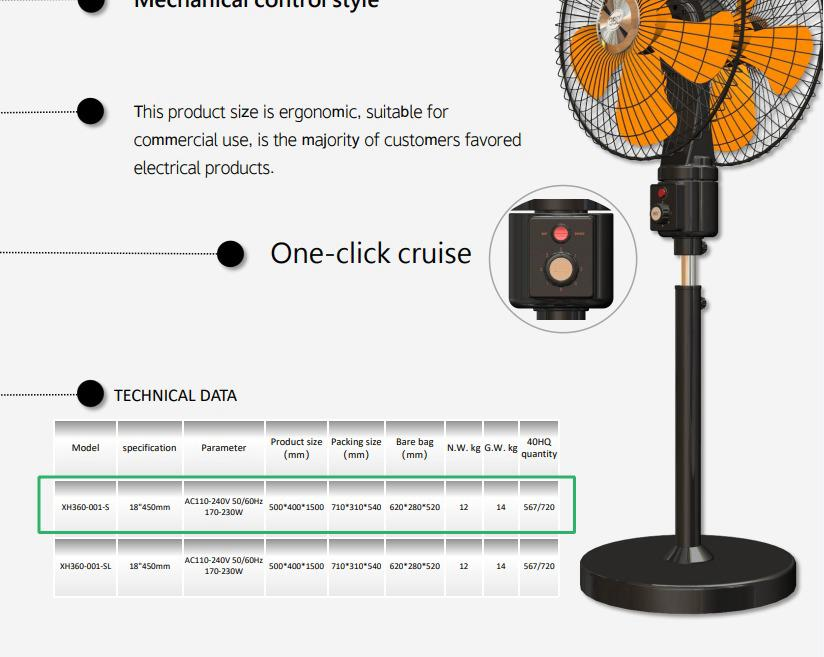 Mechanical control style
This product size is ergonomic, suitable for
commercial use, is the majority of customers favored
electrical products.
One-click cruise
TECHNICAL DATA
Model specification Parameter Product size (mm) Packing size (mm) Bare bag (mm) N.W. kg G.W. kg 40HQ quantity
XH360-001-S 18"450mm AC110-240V 50/60Hz 170-230W 500*400*1500 710*310*540 620*280*520 12 14 567/720
XH360-001-SL 18"450mm AC110-240V 50/60Hz 170-230W 500*400*1500 710*310*540 620*280*520 12 14 567/720